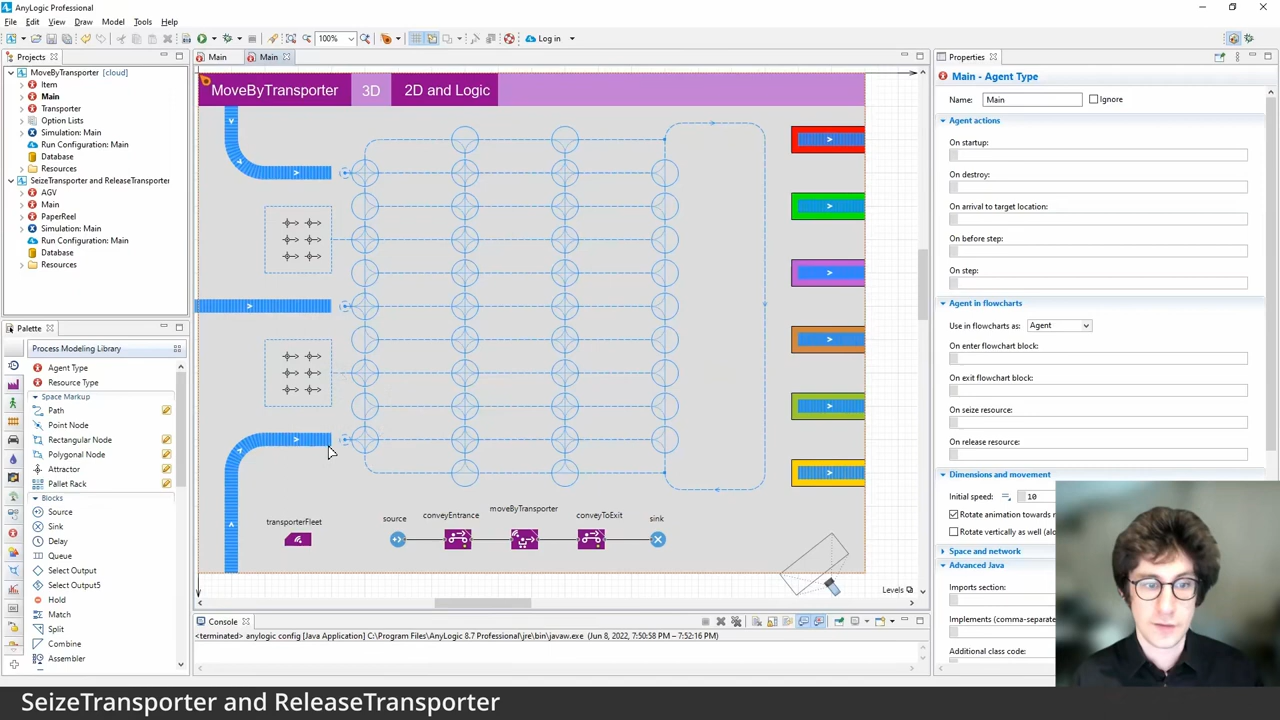 AnyLogic Professional
File Edit View Draw Model Tools Help
100%
Log in
Projects
MoveByTransporter [cloud]
Item
Main
Transporter
Option Lists
Simulation: Main
Run Configuration: Main
Database
Resources
SeizeTransporter and ReleaseTransporter
AGV
Main
PaperReel
Simulation: Main
Run Configuration: Main
Database
Resources
Palette
Process Modeling Library
Agent Type
Resource Type
Space Markup
Path
Point Node
Rectangular Node
Polygonal Node
Attractor
Pallet Rack
Blocks
Source
Sink
Delay
Queue
Select Output
Select Output5
Hold
Match
Split
Combine
Assembler
Main
Main
MoveByTransporter
3D
2D and Logic
transporterFleet
source
conveyEntrance
moveByTransporter
conveyToExit
sink
Levels
Console
<terminated> anylogic config [Java Application] C:\Program Files\AnyLogic 8.7 Professional\jre\bin\javaw.exe (Jun 8, 2022, 7:50:58 PM – 7:52:16 PM)
Properties
Main - Agent Type
Name:
Main
Ignore
Agent actions
On startup:
On destroy:
On arrival to target location:
On before step:
On step:
Agent in flowcharts
Use in flowcharts as:
Agent
On enter flowchart block:
On exit flowchart block:
On seize resource:
On release resource:
Dimensions and movement
Initial speed:
10
Rotate animation towards
Rotate vertically as well (al
Space and network
Advanced Java
Imports section:
Implements (comma-separate
Additional class code:
SeizeTransporter and ReleaseTransporter